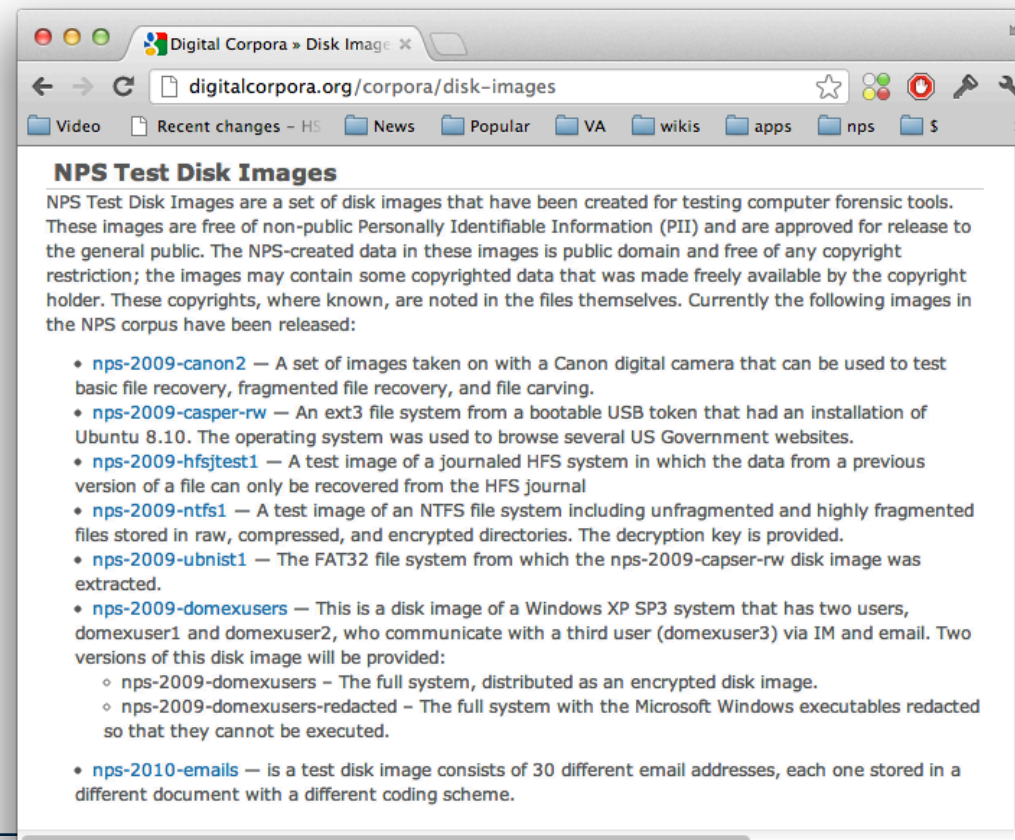 Digital Corpora » Disk Image
digitalcorpora.org/corpora/disk-images
Video Recent changes – HS News Popular VA wikis apps nps $
NPS Test Disk Images
NPS Test Disk Images are a set of disk images that have been created for testing computer forensic tools.
These images are free of non-public Personally Identifiable Information (PII) and are approved for release to
the general public. The NPS-created data in these images is public domain and free of any copyright
restriction; the images may contain some copyrighted data that was made freely available by the copyright
holder. These copyrights, where known, are noted in the files themselves. Currently the following images in
the NPS corpus have been released:
• nps-2009-canon2 — A set of images taken on with a Canon digital camera that can be used to test
basic file recovery, fragmented file recovery, and file carving.
• nps-2009-casper-rw — An ext3 file system from a bootable USB token that had an installation of
Ubuntu 8.10. The operating system was used to browse several US Government websites.
• nps-2009-hfsjtest1 — A test image of a journaled HFS system in which the data from a previous
version of a file can only be recovered from the HFS journal
• nps-2009-ntfs1 — A test image of an NTFS file system including unfragmented and highly fragmented
files stored in raw, compressed, and encrypted directories. The decryption key is provided.
• nps-2009-ubnist1 — The FAT32 file system from which the nps-2009-capser-rw disk image was
extracted.
• nps-2009-domexusers — This is a disk image of a Windows XP SP3 system that has two users,
domexuser1 and domexuser2, who communicate with a third user (domexuser3) via IM and email. Two
versions of this disk image will be provided:
◦ nps-2009-domexusers – The full system, distributed as an encrypted disk image.
◦ nps-2009-domexusers-redacted – The full system with the Microsoft Windows executables redacted
so that they cannot be executed.
• nps-2010-emails — is a test disk image consists of 30 different email addresses, each one stored in a
different document with a different coding scheme.